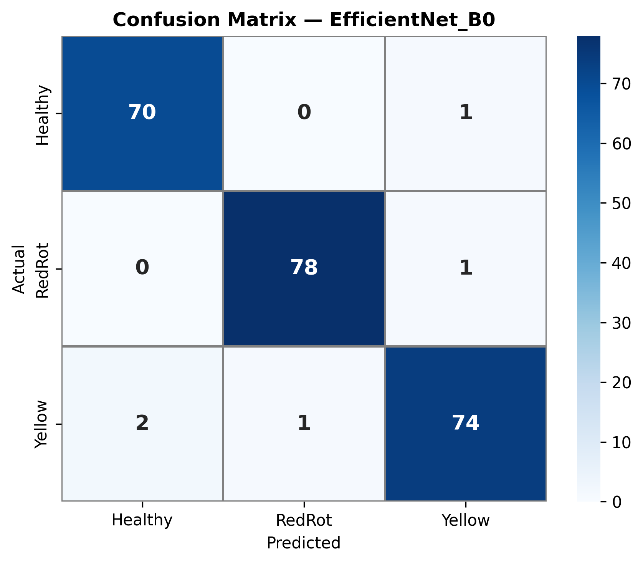 Confusion Matrix — EfficientNet_B0
Actual
Healthy
RedRot
Yellow
70 0 1
0 78 1
2 1 74
Healthy RedRot Yellow
Predicted
70
60
50
40
30
20
10
0